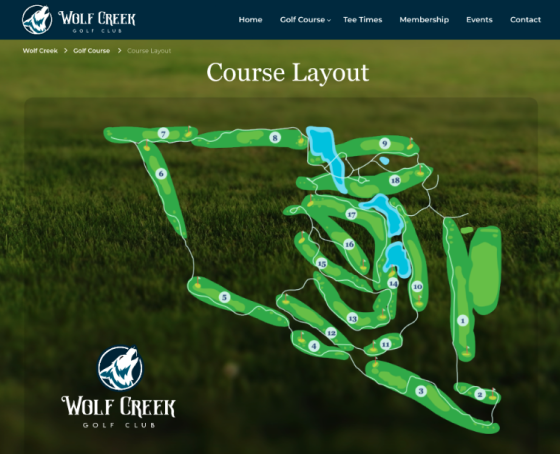 WOLF CREEK
GOLF CLUB
Home Golf Course Tee Times Membership Events Contact
Wolf Creek > Golf Course > Course Layout
Course Layout
7
8
9
6
18
17
16
15
14
10
5
13
1
12
4
11
3
2
WOLF CREEK
GOLF CLUB